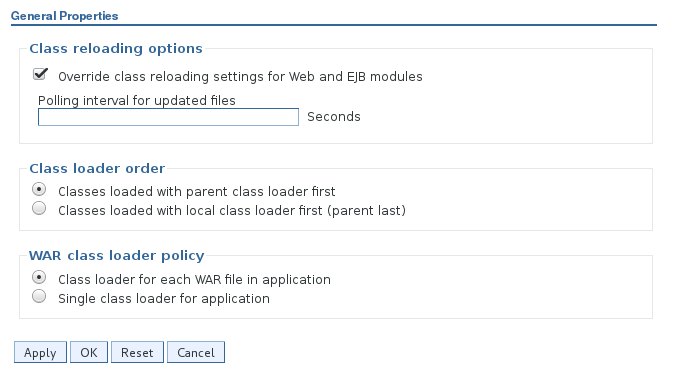 General Properties
Class reloading options
Override class reloading settings for Web and EJB modules
Polling interval for updated files
Seconds
Class loader order
Classes loaded with parent class loader first
Classes loaded with local class loader first (parent last)
WAR class loader policy
Class loader for each WAR file in application
Single class loader for application
Apply OK Reset Cancel